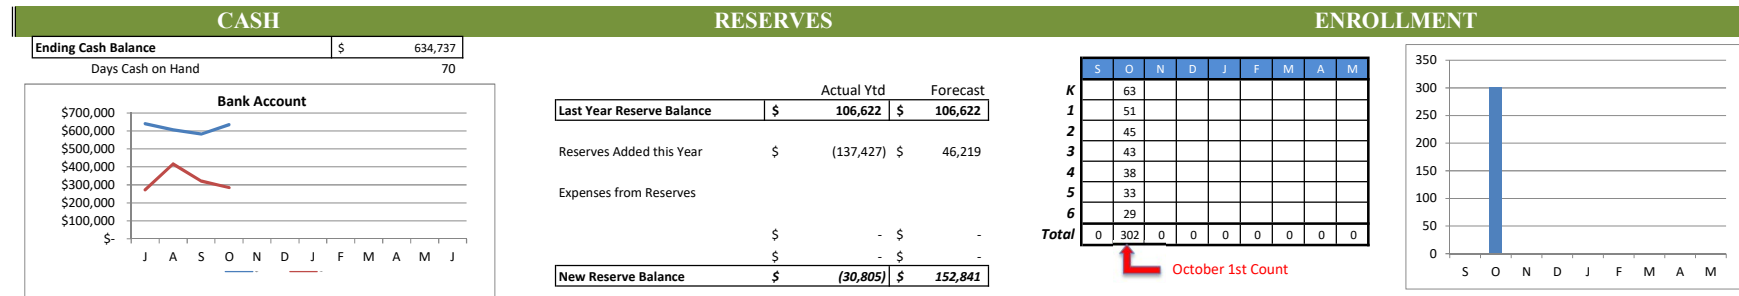 CASH RESERVES ENROLLMENT
Ending Cash Balance $ 634,737
Days Cash on Hand 70
Bank Account
$700,000
$600,000
$500,000
$400,000
$300,000
$200,000
$100,000
$-
J A S O N D J F M A M J
Actual Ytd Forecast
Last Year Reserve Balance $ 106,622 $ 106,622
Reserves Added this Year $ (137,427) $ 46,219
Expenses from Reserves
$ - $ -
$ - $ -
New Reserve Balance $ (30,805) $ 152,841
S O N D J F M A M
K 63
1 51
2 45
3 43
4 38
5 33
6 29
Total 0 302 0 0 0 0 0 0 0
October 1st Count
350
300
250
200
150
100
50
0
S O N D J F M A M